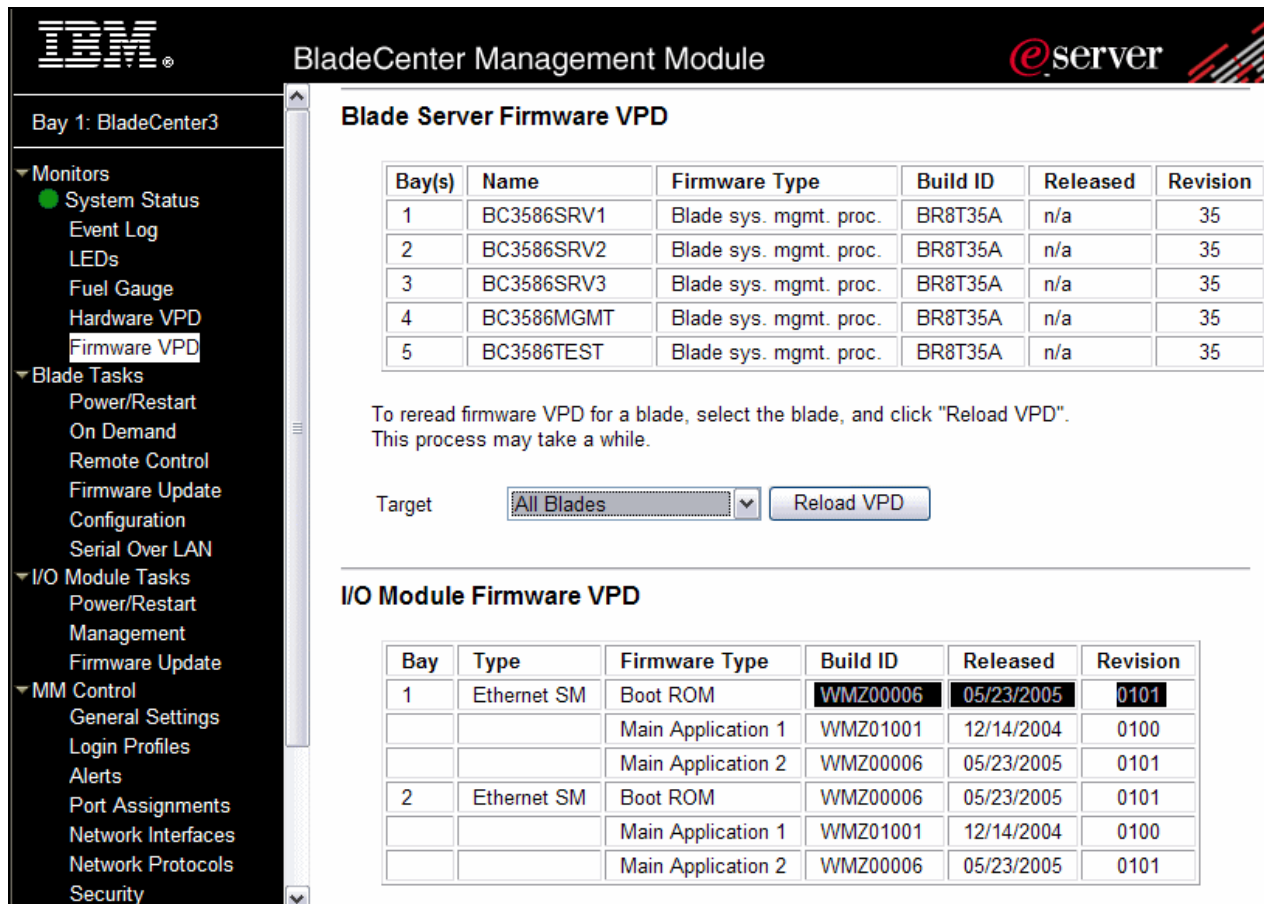 IBM®
BladeCenter Management Module
eserver
Bay 1: BladeCenter3
Monitors
System Status
Event Log
LEDs
Fuel Gauge
Hardware VPD
Firmware VPD
Blade Tasks
Power/Restart
On Demand
Remote Control
Firmware Update
Configuration
Serial Over LAN
I/O Module Tasks
Power/Restart
Management
Firmware Update
MM Control
General Settings
Login Profiles
Alerts
Port Assignments
Network Interfaces
Network Protocols
Security
Blade Server Firmware VPD
Bay(s) Name Firmware Type Build ID Released Revision
1 BC3586SRV1 Blade sys. mgmt. proc. BR8T35A n/a 35
2 BC3586SRV2 Blade sys. mgmt. proc. BR8T35A n/a 35
3 BC3586SRV3 Blade sys. mgmt. proc. BR8T35A n/a 35
4 BC3586MGMT Blade sys. mgmt. proc. BR8T35A n/a 35
5 BC3586TEST Blade sys. mgmt. proc. BR8T35A n/a 35
To reread firmware VPD for a blade, select the blade, and click "Reload VPD".
This process may take a while.
Target All Blades Reload VPD
I/O Module Firmware VPD
Bay Type Firmware Type Build ID Released Revision
1 Ethernet SM Boot ROM WMZ00006 05/23/2005 0101
Main Application 1 WMZ01001 12/14/2004 0100
Main Application 2 WMZ00006 05/23/2005 0101
2 Ethernet SM Boot ROM WMZ00006 05/23/2005 0101
Main Application 1 WMZ01001 12/14/2004 0100
Main Application 2 WMZ00006 05/23/2005 0101